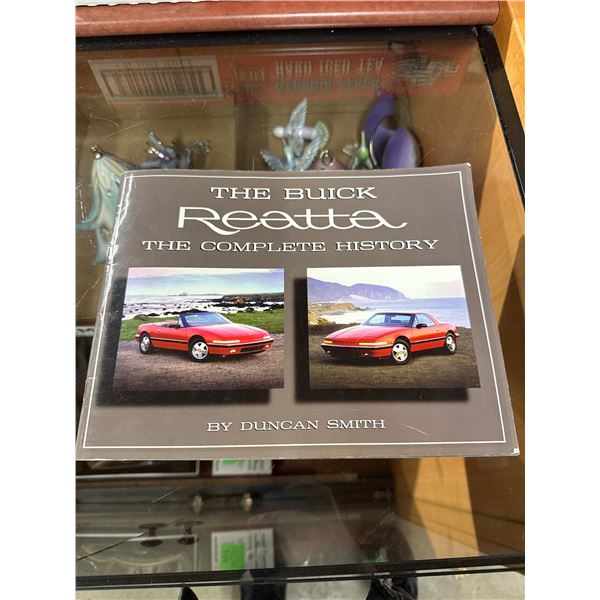 THE BUICK
Reatta
THE COMPLETE HISTORY
BY DUNCAN SMITH